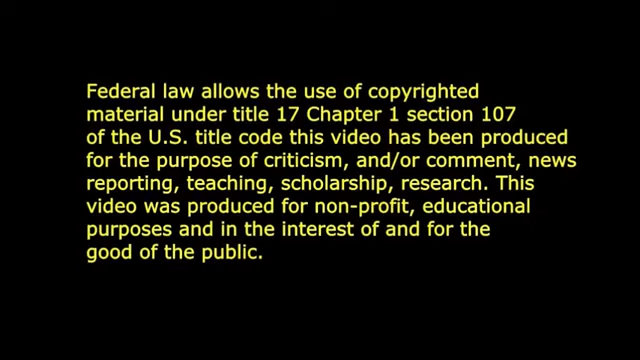 Federal law allows the use of copyrighted
material under title 17 Chapter 1 section 107
of the U.S. title code this video has been produced
for the purpose of criticism, and/or comment, news
reporting, teaching, scholarship, research. This
video was produced for non-profit, educational
purposes and in the interest of and for the
good of the public.